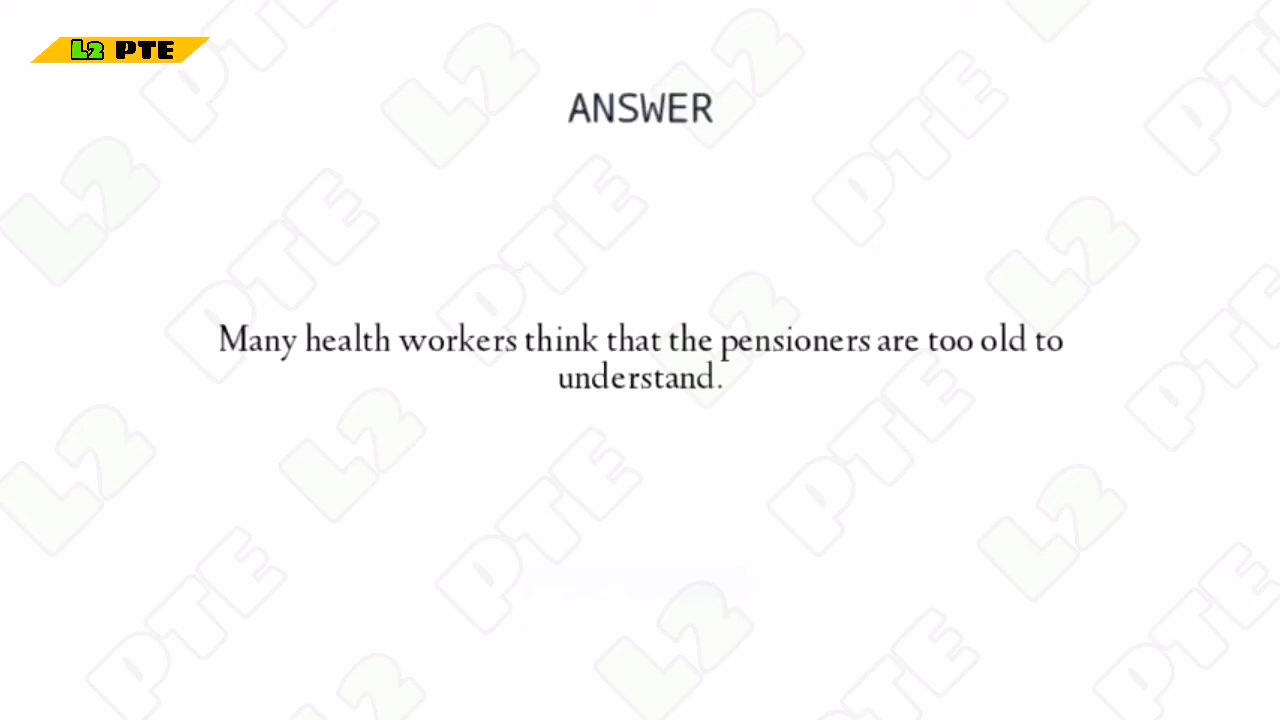 L2 PTE
ANSWER
Many health workers think that the pensioners are too old to
understand.